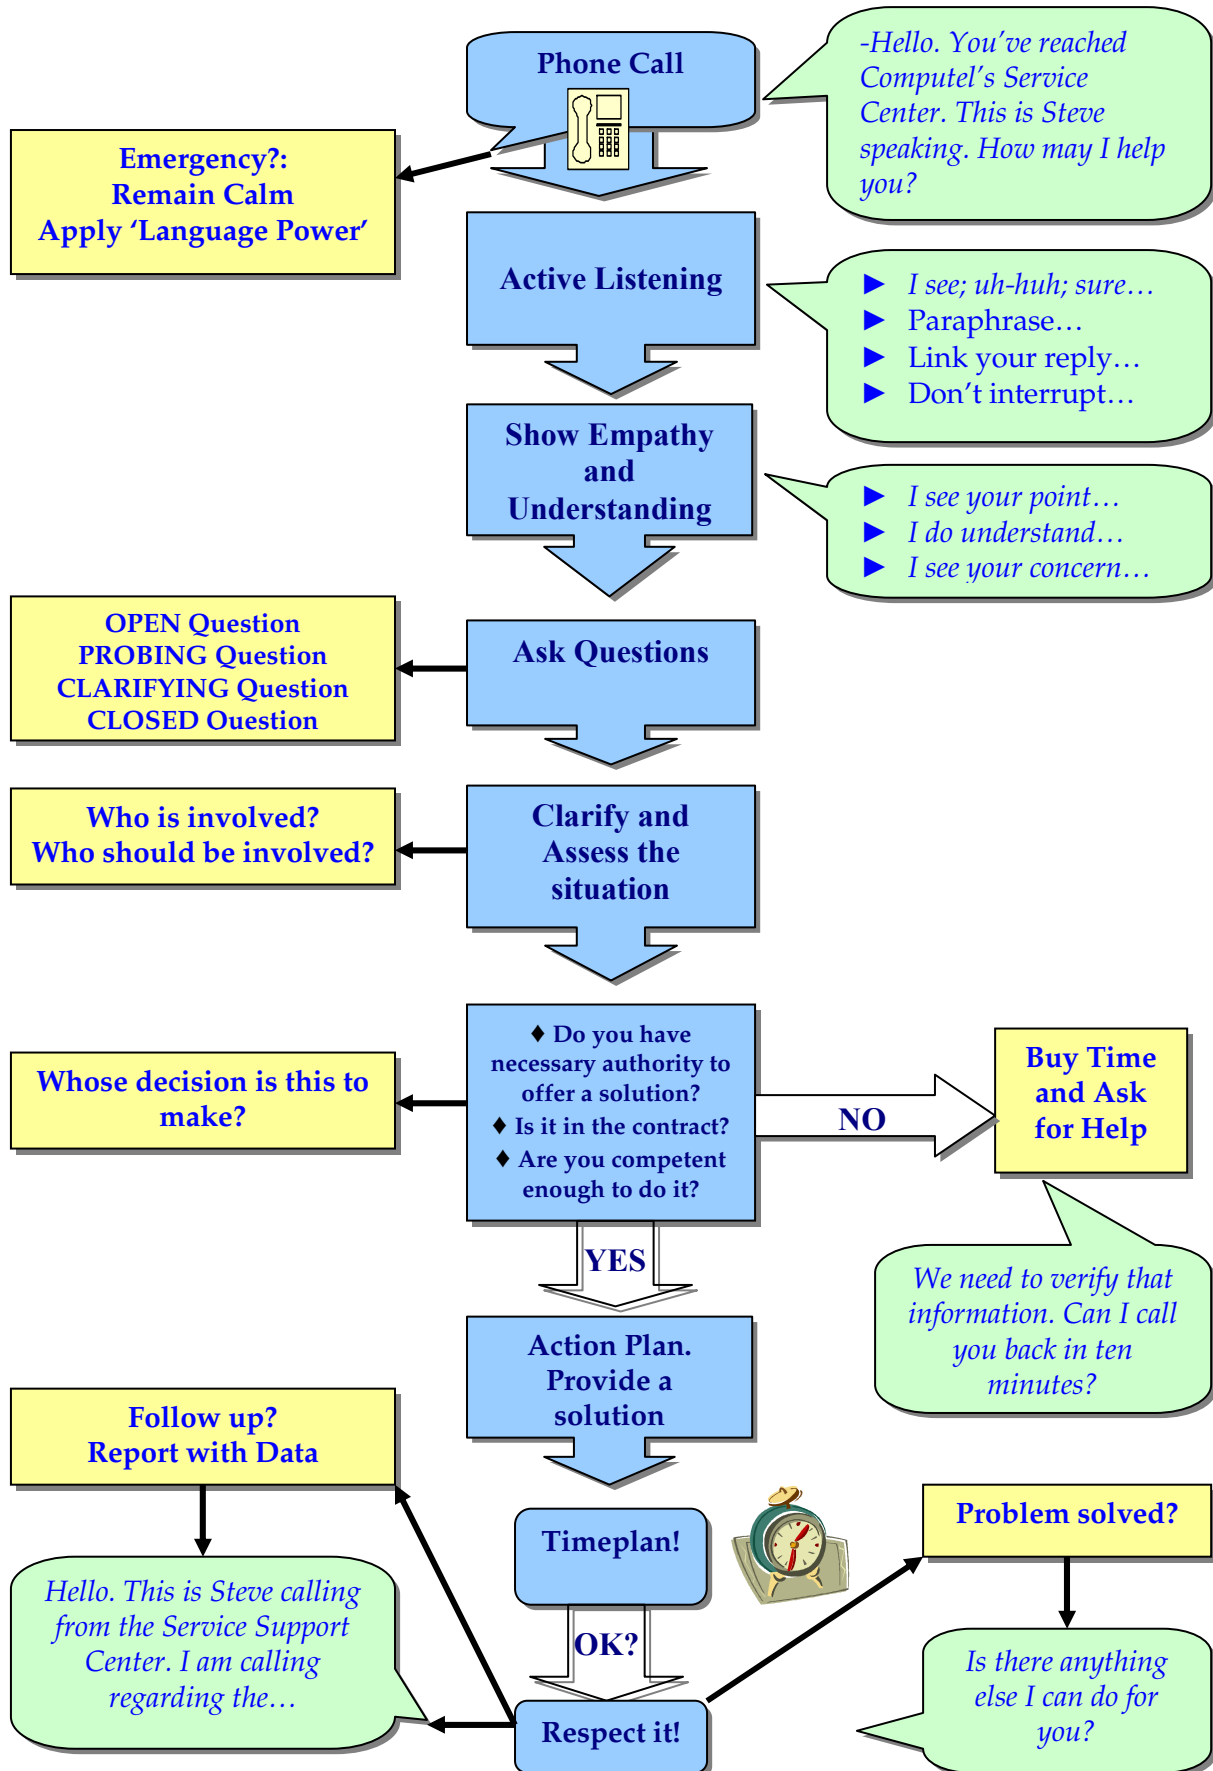 Phone Call
-Hello. You've reached
Computel's Service
Center. This is Steve
speaking. How may I help
you?
Emergency?:
Remain Calm
Apply ‘Language Power’
Active Listening
► I see; uh-huh; sure…
► Paraphrase…
► Link your reply…
► Don't interrupt…
Show Empathy
and
Understanding
► I see your point…
► I do understand…
► I see your concern…
OPEN Question
PROBING Question
CLARIFYING Question
CLOSED Ouestion
Ask Questions
Who is involved?
Who should be involved?
Clarify and
Assess the
situation
Whose decision is this to
make?
♦ Do you have
necessary authority to
offer a solution?
♦ Is it in the contract?
♦ Are you competent
enough to do it?
NO
Buy Time
and Ask
for Help
YES
We need to verify that
information. Can I call
you back in ten
minutes?
Action Plan.
Provide a
solution
Follow up?
Report with Data
Timeplan!
Problem solved?
Hello. This is Steve calling
from the Service Support
Center. I am calling
regarding the…
OK?
Is there anything
else I can do for
you?
Respect it!